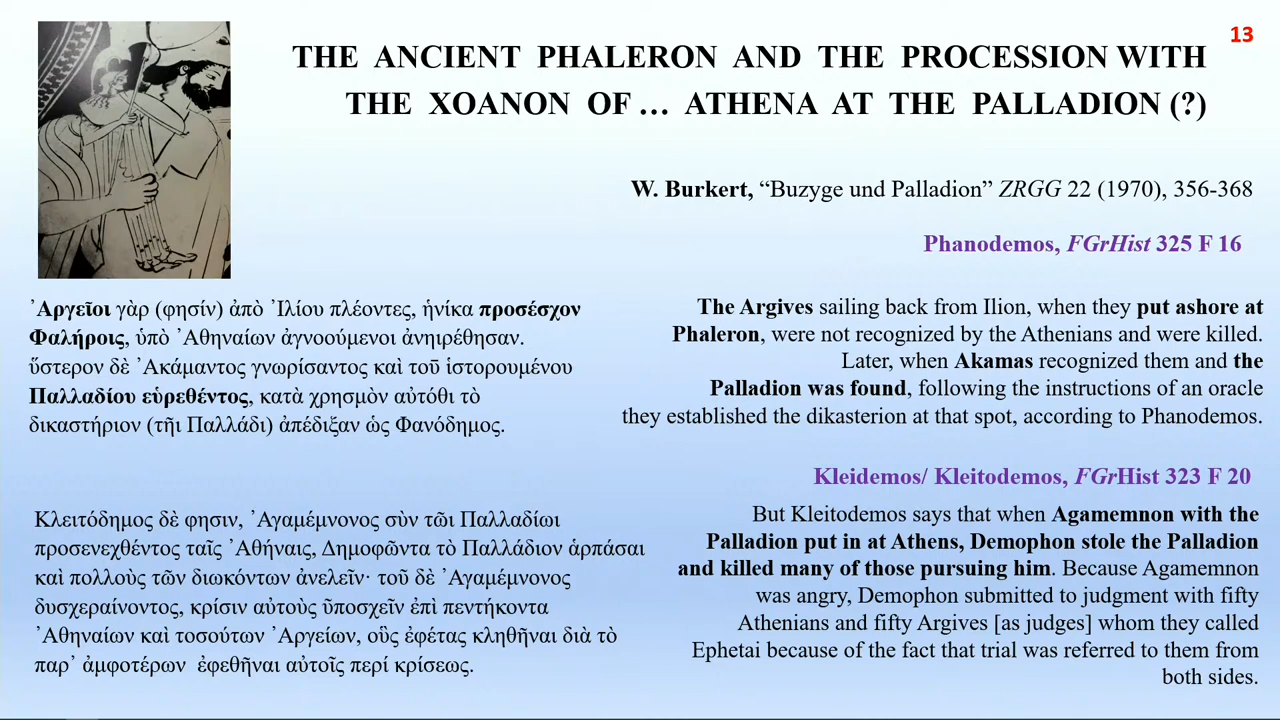 13
THE ANCIENT PHALERON AND THE PROCESSION WITH
THE XOANON OF… ATHENA AT THE PALLADION (?)
W. Burkert, “Buzyge und Palladion” ZRGG 22 (1970), 356-368
Phanodemos, FGrHist 325 F 16
᾿Αργεῖοι γὰρ (φησίν) ἀπὸ ᾿Ιλίου πλέοντες, ἡνίκα προσέσχον
Φαλήροις, ὑπὸ ᾿Αθηναίων ἀγνοούμενοι ἀνηιρέθησαν.
ὕστερον δὲ ᾿Ακάμαντος γνωρίσαντος καὶ τοῦ ἱστορουμένου
Παλλαδίου εὑρεθέντος, κατὰ χρησμὸν αὐτόθι τὸ
δικαστήριον (τῆι Παλλάδι) ἀπέδιξαν ὡς Φανόδημος.
The Argives sailing back from Ilion, when they put ashore at
Phaleron, were not recognized by the Athenians and were killed.
Later, when Akamas recognized them and the
Palladion was found, following the instructions of an oracle
they established the dikasterion at that spot, according to Phanodemos.
Kleidemos/ Kleitodemos, FGrHist 323 F 20
Κλειτόδημος δὲ φησιν, ᾿Αγαμέμνονος σὺν τῶι Παλλαδίωι
προσενεχθέντος ταῖς ᾿Αθήναις, Δημοφῶντα τὸ Παλλάδιον ἁρπάσαι
καὶ πολλοὺς τῶν διωκόντων ἀνελεῖν· τοῦ δὲ ᾿Αγαμέμνονος
δυσχεραίνοντος, κρίσιν αὐτοὺς ῦποσχεῖν ἐπὶ πεντήκοντα
᾿Αθηναίων καὶ τοσούτων ᾿Αργείων, οὓς ἐφέτας κληθῆναι διὰ τὸ
παρ᾿ ἀμφοτέρων ἐφεθῆναι αὐτοῖς περί κρίσεως.
But Kleitodemos says that when Agamemnon with the
Palladion put in at Athens, Demophon stole the Palladion
and killed many of those pursuing him. Because Agamemnon
was angry, Demophon submitted to judgment with fifty
Athenians and fifty Argives [as judges] whom they called
Ephetai because of the fact that trial was referred to them from
both sides.